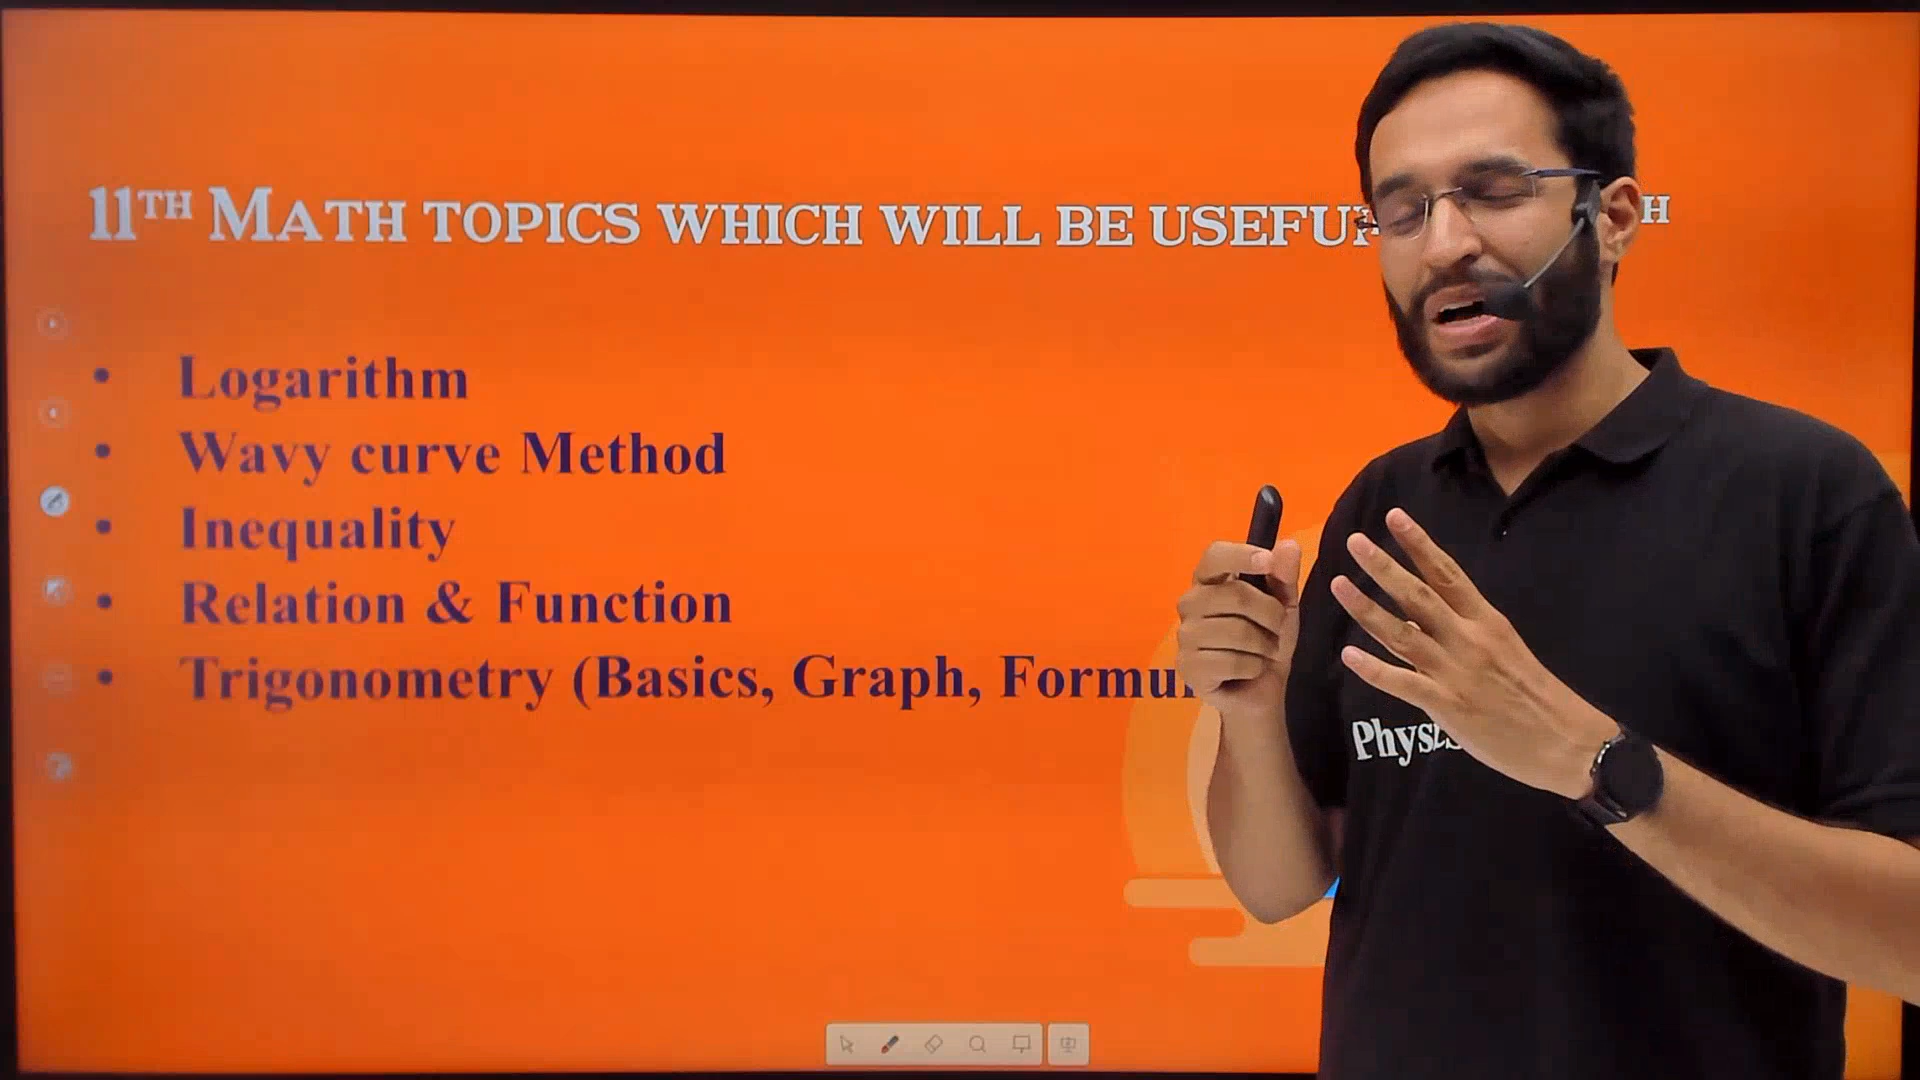 11TH MATH TOPICS WHICH WILL BE USEFU
• Logarithm
• Wavy curve Method
• Inequality
• Relation & Function
• Trigonometry (Basics, Graph, Formu
Phys